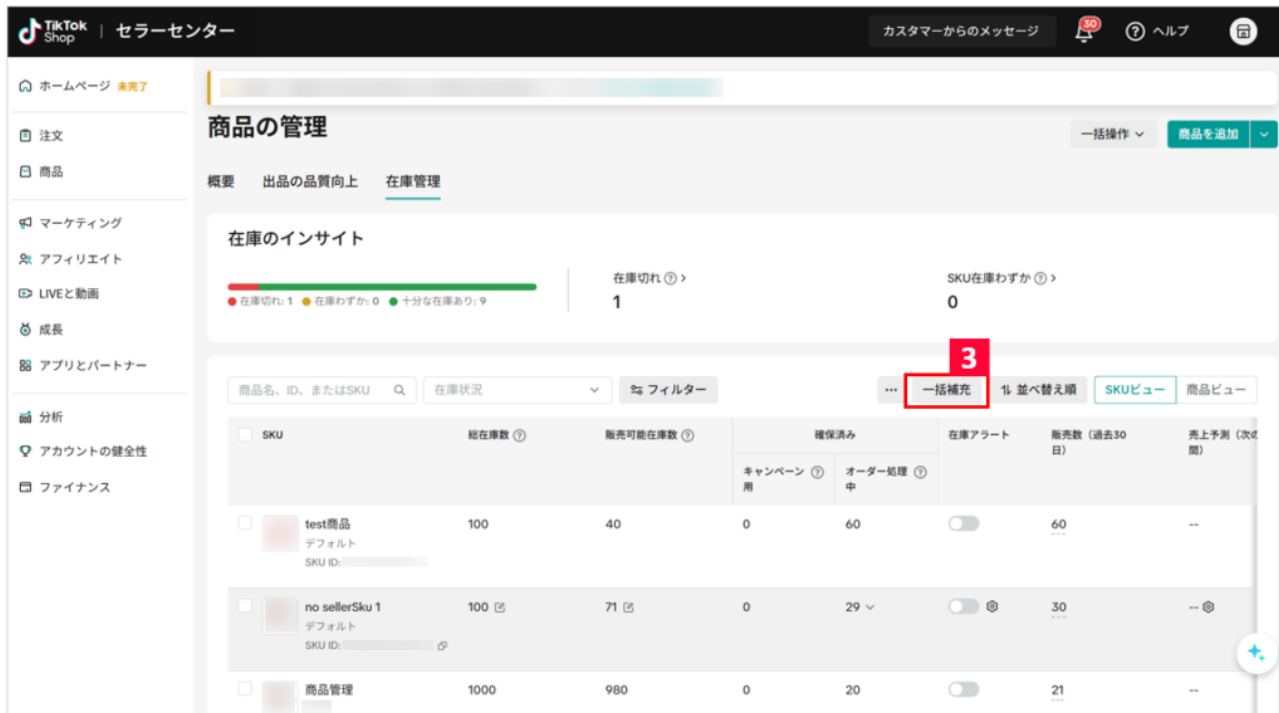 TikTok Shop | セラーセンター
カスタマーからのメッセージ
30
ヘルプ
ホームページ 未完了
注文
商品
マーケティング
アフィリエイト
LIVEと動画
成長
アプリとパートナー
分析
アカウントの健全性
ファイナンス
商品の管理
一括操作
商品を追加
概要 出品の品質向上 在庫管理
在庫のインサイト
在庫切れ: 1 在庫わずか: 0 十分な在庫あり: 9
在庫切れ
1
SKU在庫わずか
0
3
商品名、ID、またはSKU 在庫状況 フィルター ... 一括補充 並べ替え順 SKUビュー 商品ビュー
SKU 総在庫数 販売可能在庫数 確保済み 在庫アラート 販売数（過去30 売上予測（次の
日） 間）
キャンペーン オーダー処理
用 中
test商品 100 40 0 60 60 --
デフォルト
SKU ID:
no sellerSku 1 100 71 0 29 30 --
デフォルト
SKU ID:
商品管理 1000 980 0 20 21 --